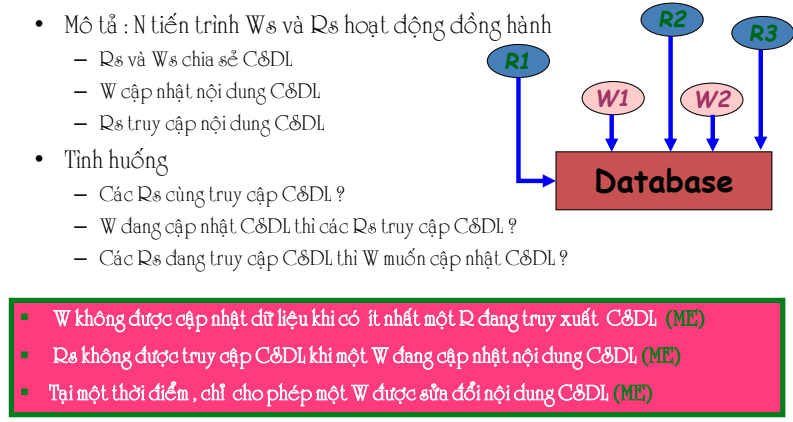 • Mô tả : N tiến trình Ws và Rs hoạt động đồng hành
– Rs và Ws chia sẻ CSDL
– W cập nhật nội dung CSDL
– Rs truy cập nội dung CSDL
• Tình huống
– Các Rs cùng truy cập CSDL ?
– W đang cập nhật CSDL thì các Rs truy cập CSDL ?
– Các Rs đang truy cập CSDL thì W muốn cập nhật CSDL ?
R1
R2
R3
W1
W2
Database
▪ W không được cập nhật dữ liệu khi có ít nhất một R đang truy xuất CSDL (ME)
▪ Rs không được truy cập CSDL khi một W đang cập nhật nội dung CSDL (ME)
▪ Tại một thời điểm , chỉ cho phép một W được sửa đổi nội dung CSDL (ME)